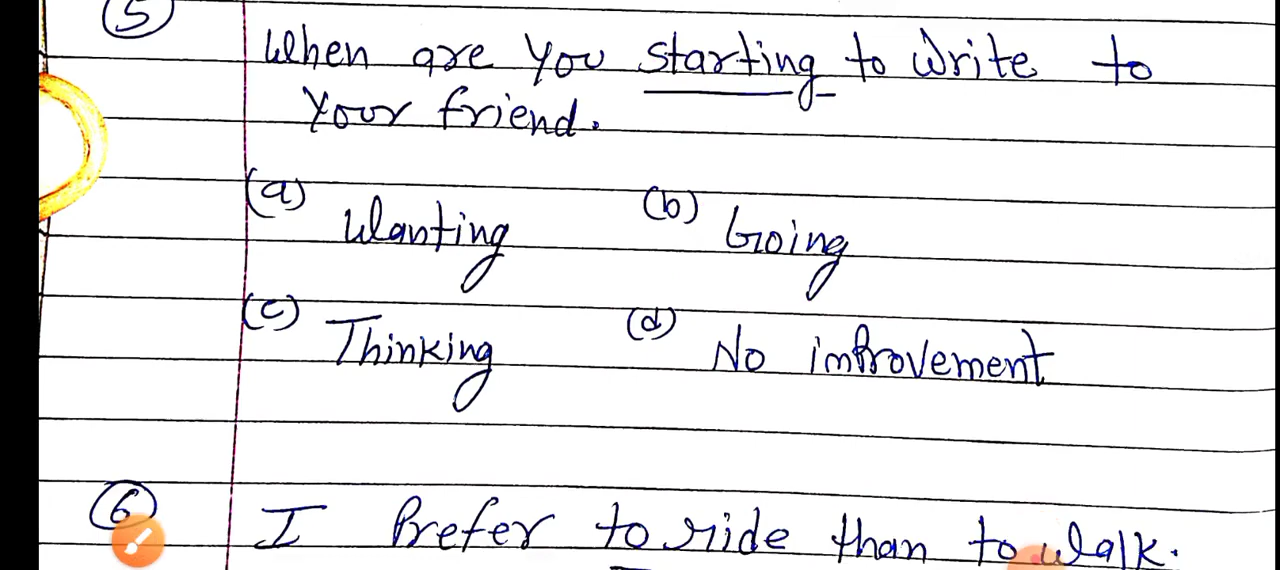 5
When are you starting to write to
your friend.
(a) Wanting (b) Going
(c) Thinking (d) No improvement
6 I Prefer to ride than to walk.